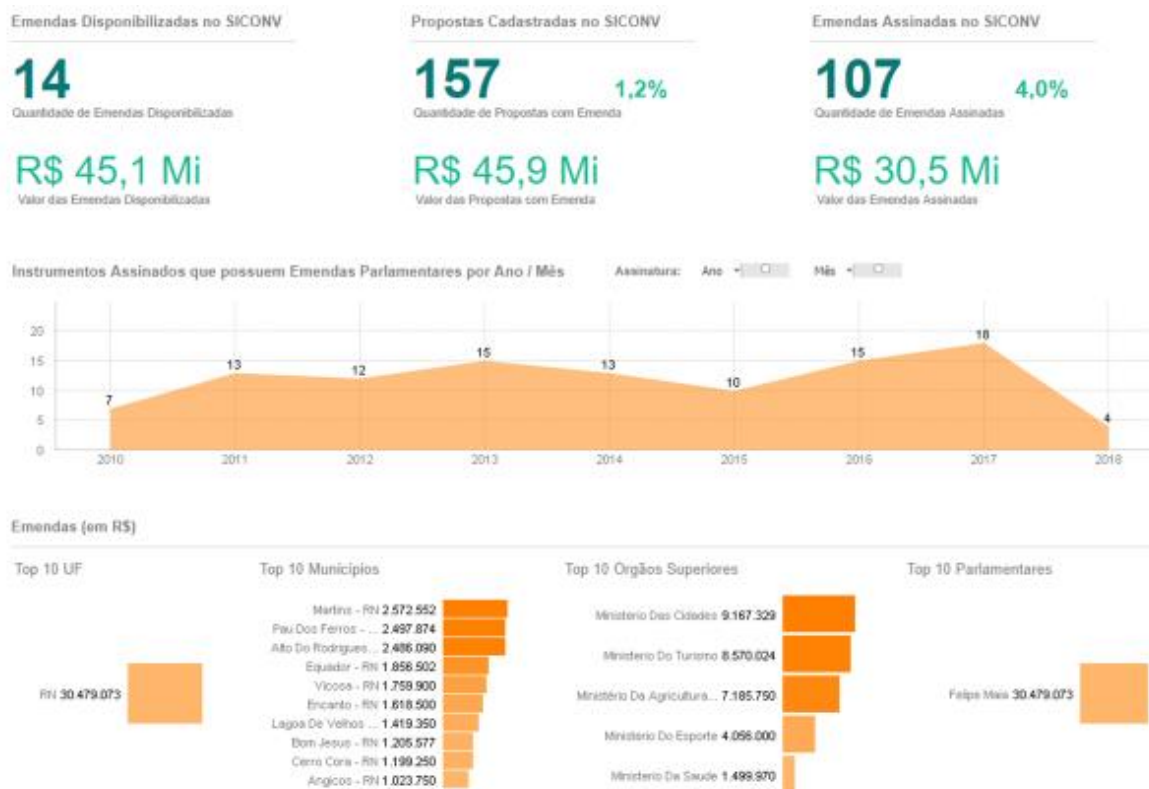 Emendas Disponibilizadas no SICONV
Propostas Cadastradas no SICONV
Emendas Assinadas no SICONV
14
Quantidade de Emendas Disponibilizadas
157
1,2%
Quantidade de Propostas com Emenda
107
4,0%
Quantidade de Emendas Assinadas
R$ 45,1 Mi
Valor das Emendas Disponibilizadas
R$ 45,9 Mi
Valor das Propostas com Emenda
R$ 30,5 Mi
Valor das Emendas Assinadas
Instrumentos Assinados que possuem Emendas Parlamentares por Ano / Mês
Assinatura: Ano Mês
20
15
10
5
0
7
13
12
15
13
10
15
18
4
2010 2011 2012 2013 2014 2015 2016 2017 2018
Emendas (em R$)
Top 10 UF
RN 30.479.073
Top 10 Municípios
Martins - RN 2.572.552
Pau Dos Ferros - ... 2.497.874
Alto Do Rodrigues... 2.486.090
Equador - RN 1.856.502
Vicosa - RN 1.759.900
Encanto - RN 1.618.500
Lagoa De Velhos ... 1.419.350
Bom Jesus - RN 1.205.577
Cerro Cora - RN 1.199.250
Angicos - RN 1.023.750
Top 10 Orgãos Superiores
Ministerio Das Cidades 9.167.329
Ministerio Do Turismo 8.570.024
Ministério Da Agricultura... 7.185.750
Ministerio Do Esporte 4.056.000
Ministerio Da Saude 1.499.970
Top 10 Parlamentares
Felipe Maia 30.479.073